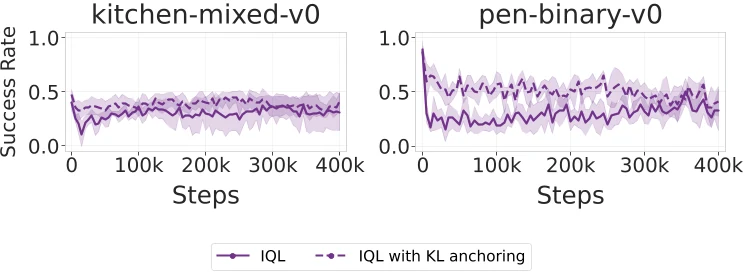 kitchen-mixed-v0
pen-binary-v0
Success Rate
1.0
0.5
0.0
0
100k
200k
300k
400k
Steps
1.0
0.5
0.0
0
100k
200k
300k
400k
Steps
IQL
IQL with KL anchoring